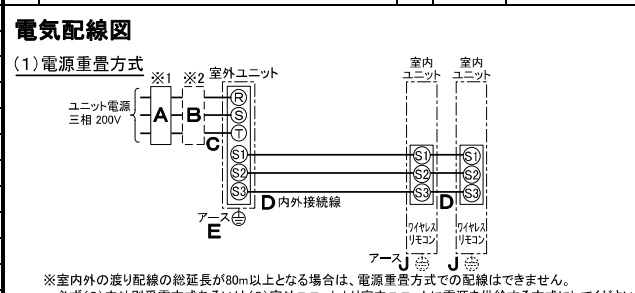 電気配線図
(1)電源重畳方式
※1 ※2 室外ユニット
室内
ユニット
室内
ユニット
ユニット電源
三相 200V
A
B
C
R
S
T
S1
S2
S3
S1
S2
S3
S1
S2
S3
D 内外接続線
D
アース
E
ワイヤレス
リモコン
ワイヤレス
リモコン
アース J
J
※室内外の渡り配線の総延長が80m以上となる場合は、電源重畳方式での配線はできません。